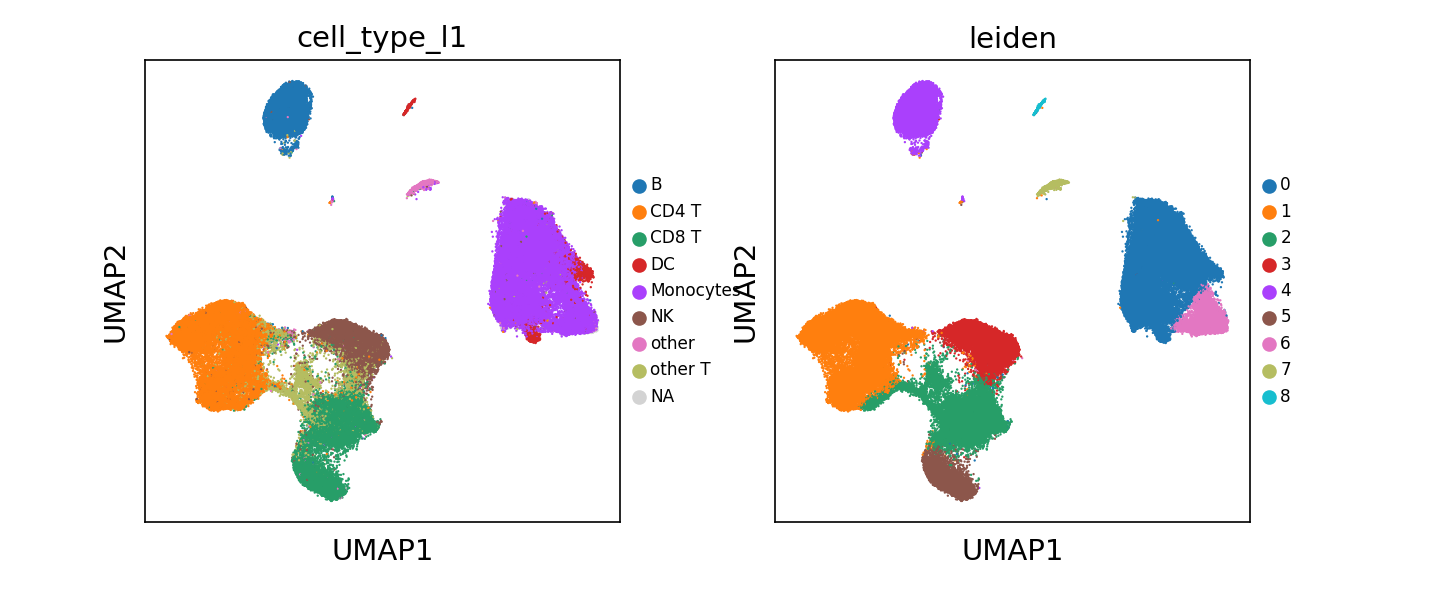 cell_type_l1
UMAP2
UMAP1
B
CD4 T
CD8 T
DC
Monocytes
NK
other
other T
NA
leiden
UMAP2
UMAP1
0
1
2
3
4
5
6
7
8